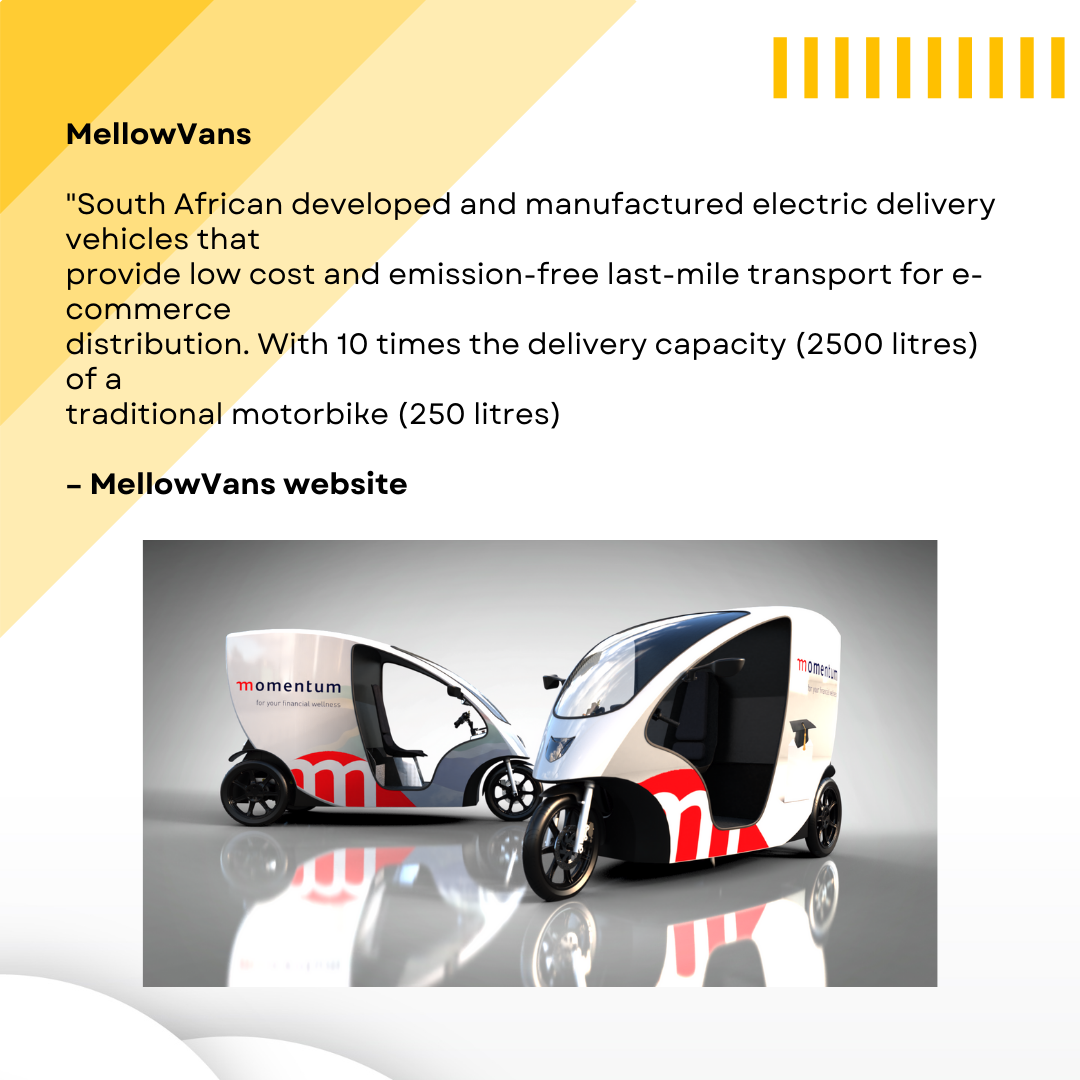 MellowVans
"South African developed and manufactured electric delivery
vehicles that
provide low cost and emission-free last-mile transport for e-
commerce
distribution. With 10 times the delivery capacity (2500 litres)
of a
traditional motorbike (250 litres)
– MellowVans website
momentum
for your financial wellness
m
momentum
for your financial wellness
m